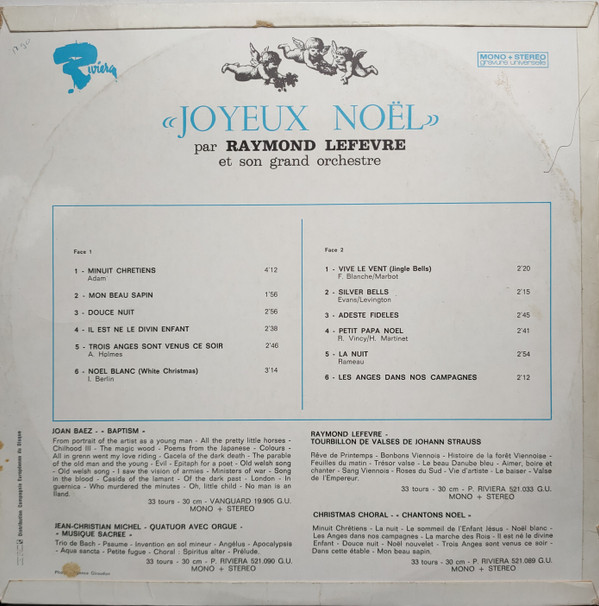 Riviera
MONO + STEREO
gravure universelle
«JOYEUX NOËL»
par RAYMOND LEFEVRE
et son grand orchestre
Face 1
1 - MINUIT CHRETIENS 4'12
Adam
2 - MON BEAU SAPIN 1'56
3 - DOUCE NUIT 2'56
4 - IL EST NE LE DIVIN ENFANT 2'38
5 - TROIS ANGES SONT VENUS CE SOIR 2'46
A. Holmes
6 - NOEL BLANC (White Christmas) 3'14
I. Berlin
Face 2
1 - VIVE LE VENT (Jingle Bells) 2'20
F. Blanche/Marbot
2 - SILVER BELLS 2'15
Evans/Levington
3 - ADESTE FIDELES 2'45
4 - PETIT PAPA NOEL 2'41
R. Vincy/H. Martinet
5 - LA NUIT 2'54
Rameau
6 - LES ANGES DANS NOS CAMPAGNES 2'12
JOAN BAEZ - « BAPTISM »
From portrait of the artist as a young man - All the pretty little horses -
Chilhood III - The magic wood - Poems from the Japanese - Colours -
All in grenn went my love riding - Gacela of the dark death - The parabla
of the old man and the young - Evil - Epitaph for a poet - Old welsh song
- Old welsh song - I saw the vision of armies - Ministers of war - Song
in the blood - Casida of the lamant - Of the dark past - London - In
guernica - Who murdered the minutes - Oh, little child - No man is an
Iland.
33 tours - 30 cm - VANGUARD 19.905 G.U.
MONO + STEREO
JEAN-CHRISTIAN MICHEL - QUATUOR AVEC ORGUE -
« MUSIQUE SACREE »
Trio de Bach - Psaume - Invention en sol mineur - Angélus - Apocalypsis
- Aqua sancta - Petite fugue - Choral : Spiritus alter - Prélude.
33 tours - 30 cm - P. RIVIERA 521.090 G.U.
MONO + STEREO
RAYMOND LEFEVRE -
TOURBILLON DE VALSES DE JOHANN STRAUSS
Rêve de Printemps - Bonbons Viennois - Histoire de la forêt Viennoise -
Feuilles du matin - Trésor valse - Le beau Danube bleu - Aimer, boire et
chanter - Sang Viennois - Roses du Sud - Vie d'artiste - Le baiser - Valse
de l'Empereur.
33 tours - 30 cm - P. RIVIERA 521.033 G.U.
MONO + STEREO
CHRISTMAS CHORAL - « CHANTONS NOEL »
Minuit Chrétiens - La nuit - Le sommeil de l'Enfant Jésus - Noël blanc -
Les Anges dans nos campagnes - La marche des Rois - Il est né le divine
Enfant - Douce nuit - Noël nouvelet - Trois Anges sont venus ce soir -
Dans cette étable - Mon beau sapin.
33 tours - 30 cm - P. RIVIERA 521.089 G.U.
MONO + STEREO
Distribution Compagnie Européenne du Disque